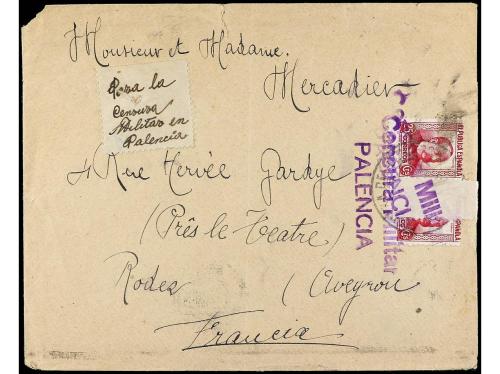 Monsieur et Madame.
Mercadier
Pasa la
Censura
Militar en
Palencia
4 Rue Hervée Gardye
(Près le Teatre)
Rodez (Aveyron
Francia
Censura Militar
PALENCIA
REPUBLICA ESPAÑOLA